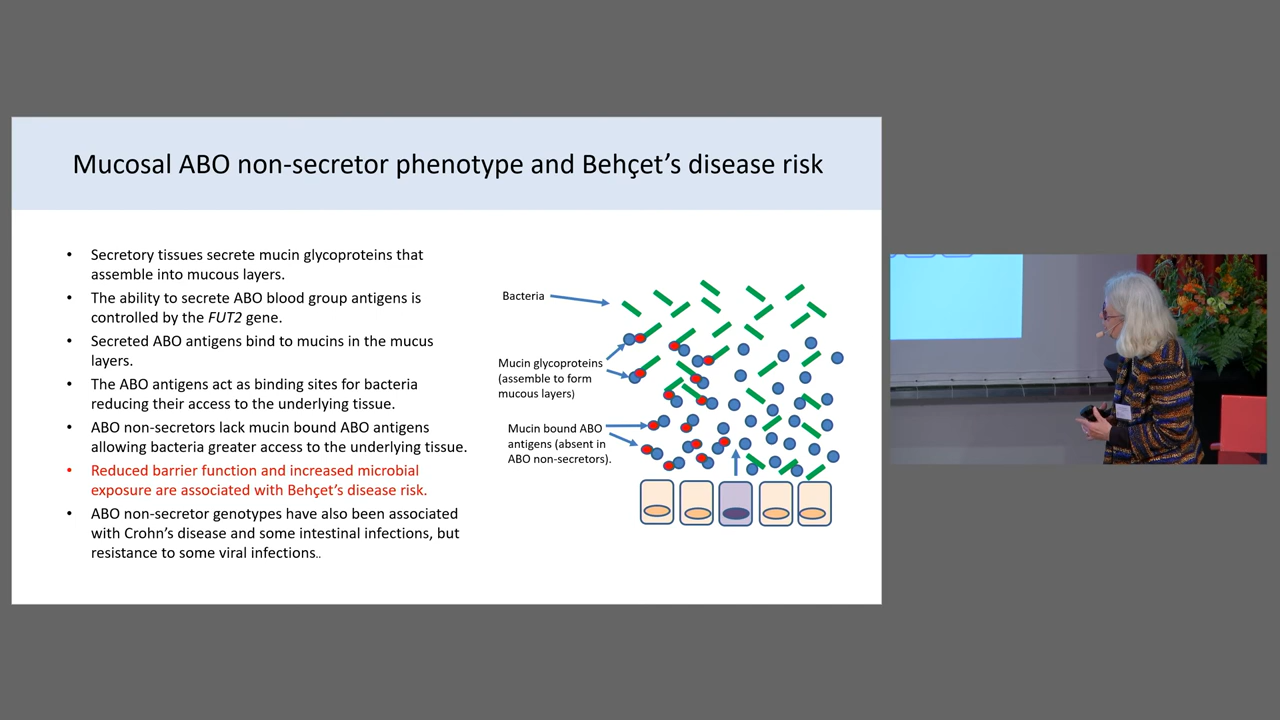 Mucosal ABO non-secretor phenotype and Behçet's disease risk
• Secretory tissues secrete mucin glycoproteins that
assemble into mucous layers.
• The ability to secrete ABO blood group antigens is
controlled by the FUT2 gene.
• Secreted ABO antigens bind to mucins in the mucus
layers.
• The ABO antigens act as binding sites for bacteria
reducing their access to the underlying tissue.
• ABO non-secretors lack mucin bound ABO antigens
allowing bacteria greater access to the underlying tissue.
• Reduced barrier function and increased microbial
exposure are associated with Behçet's disease risk.
• ABO non-secretor genotypes have also been associated
with Crohn's disease and some intestinal infections, but
resistance to some viral infections..
Bacteria
Mucin glycoproteins
(assemble to form
mucous layers)
Mucin bound ABO
antigens (absent in
ABO non-secretors).